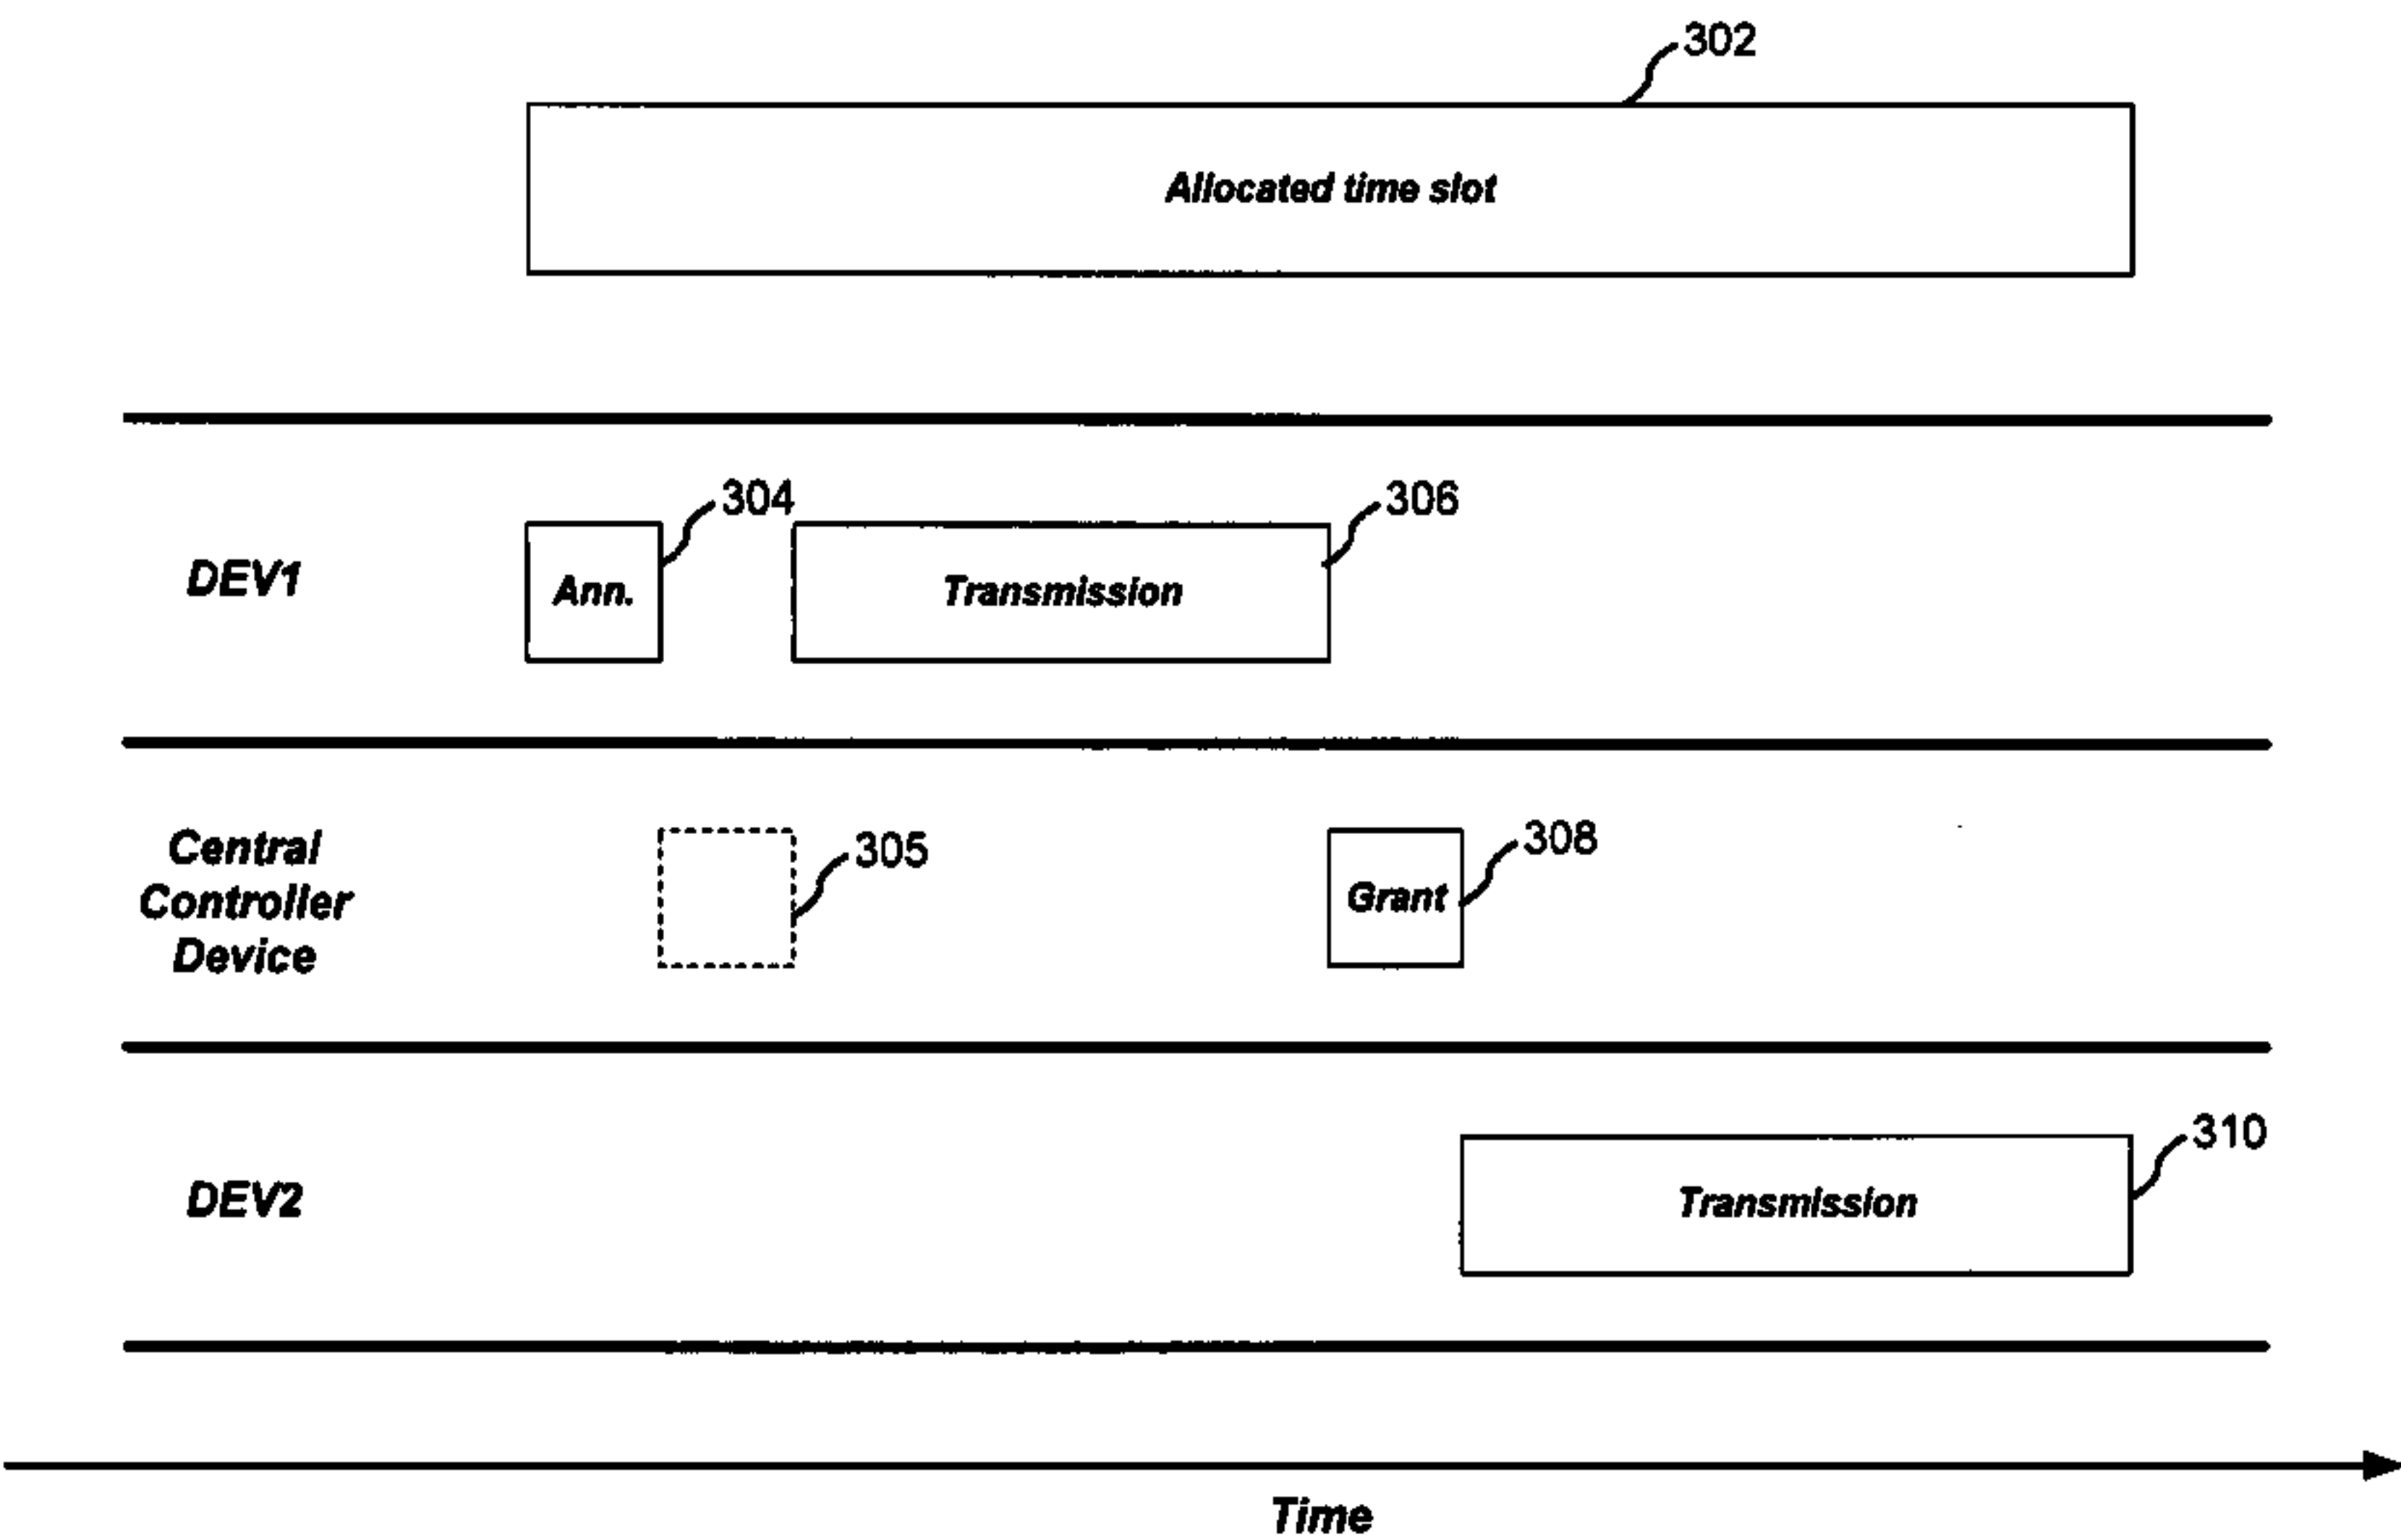 302
Allocated time slot
304
306
DEV1
Ann.
Transmission
Central
Controller
Device
305
308
Grant
310
DEV2
Transmission
Time